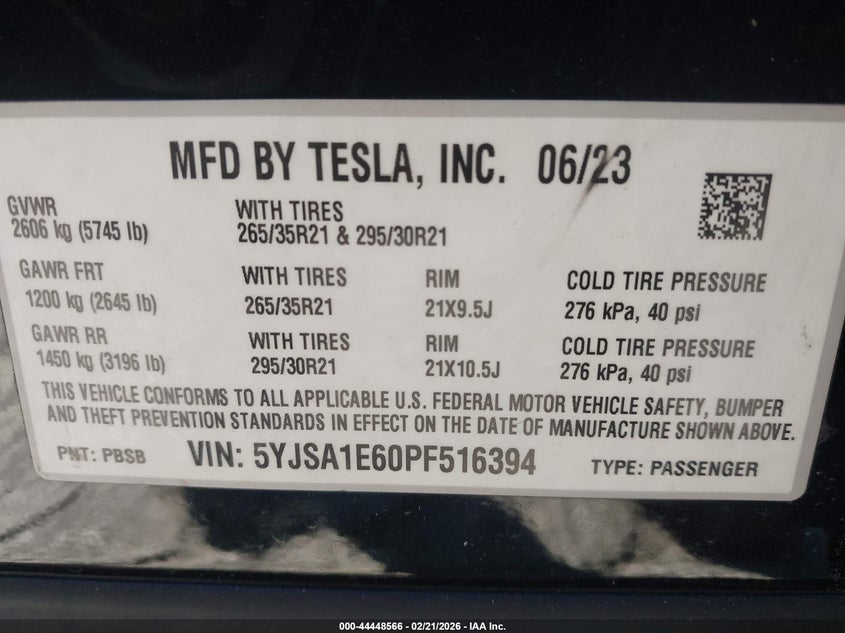 MFD BY TESLA, INC. 06/23
GVWR
2606 kg (5745 lb)
WITH TIRES
265/35R21 & 295/30R21
GAWR FRT
1200 kg (2645 lb)
WITH TIRES
265/35R21
RIM
21X9.5J
COLD TIRE PRESSURE
276 kPa, 40 psi
GAWR RR
1450 kg (3196 lb)
WITH TIRES
295/30R21
RIM
21X10.5J
COLD TIRE PRESSURE
276 kPa, 40 psi
THIS VEHICLE CONFORMS TO ALL APPLICABLE U.S. FEDERAL MOTOR VEHICLE SAFETY, BUMPER
AND THEFT PREVENTION STANDARDS IN EFFECT ON THE DATE OF MANUFACTURE SHOWN ABOVE.
PNT: PBSB VIN: 5YJSA1E60PF516394 TYPE: PASSENGER
000-44448566 - 02/21/2026 - IAA Inc.